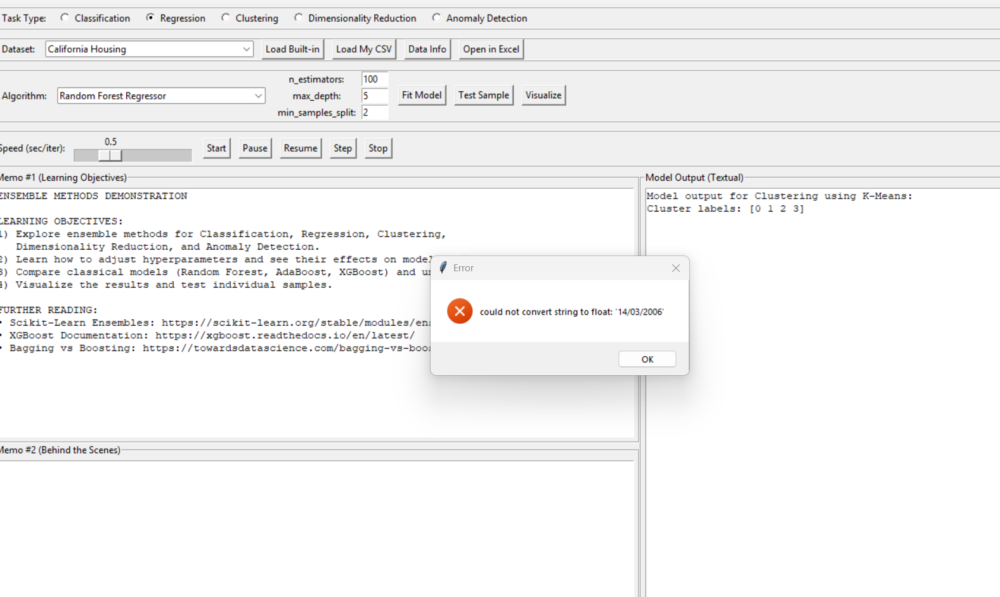 Task Type: Classification Regression Clustering Dimensionality Reduction Anomaly Detection
Dataset: California Housing Load Built-in Load My CSV Data Info Open in Excel
n_estimators: 100
Algorithm: Random Forest Regressor max_depth: 5 Fit Model Test Sample Visualize
min_samples_split: 2
0.5
Speed (sec/iter): Start Pause Resume Step Stop
Memo #1 (Learning Objectives)
ENSEMBLE METHODS DEMONSTRATION
LEARNING OBJECTIVES:
1) Explore ensemble methods for Classification, Regression, Clustering,
Dimensionality Reduction, and Anomaly Detection.
2) Learn how to adjust hyperparameters and see their effects on model
3) Compare classical models (Random Forest, AdaBoost, XGBoost) and
4) Visualize the results and test individual samples.
FURTHER READING:
• Scikit-Learn Ensembles: https://scikit-learn.org/stable/modules/ens
• XGBoost Documentation: https://xgboost.readthedocs.io/en/latest/
• Bagging vs Boosting: https://towardsdatascience.com/bagging-vs-boos
Memo #2 (Behind the Scenes)
Model Output (Textual)
Model output for Clustering using K-Means:
Cluster labels: [0 1 2 3]
Error
could not convert string to float: '14/03/2006'
OK